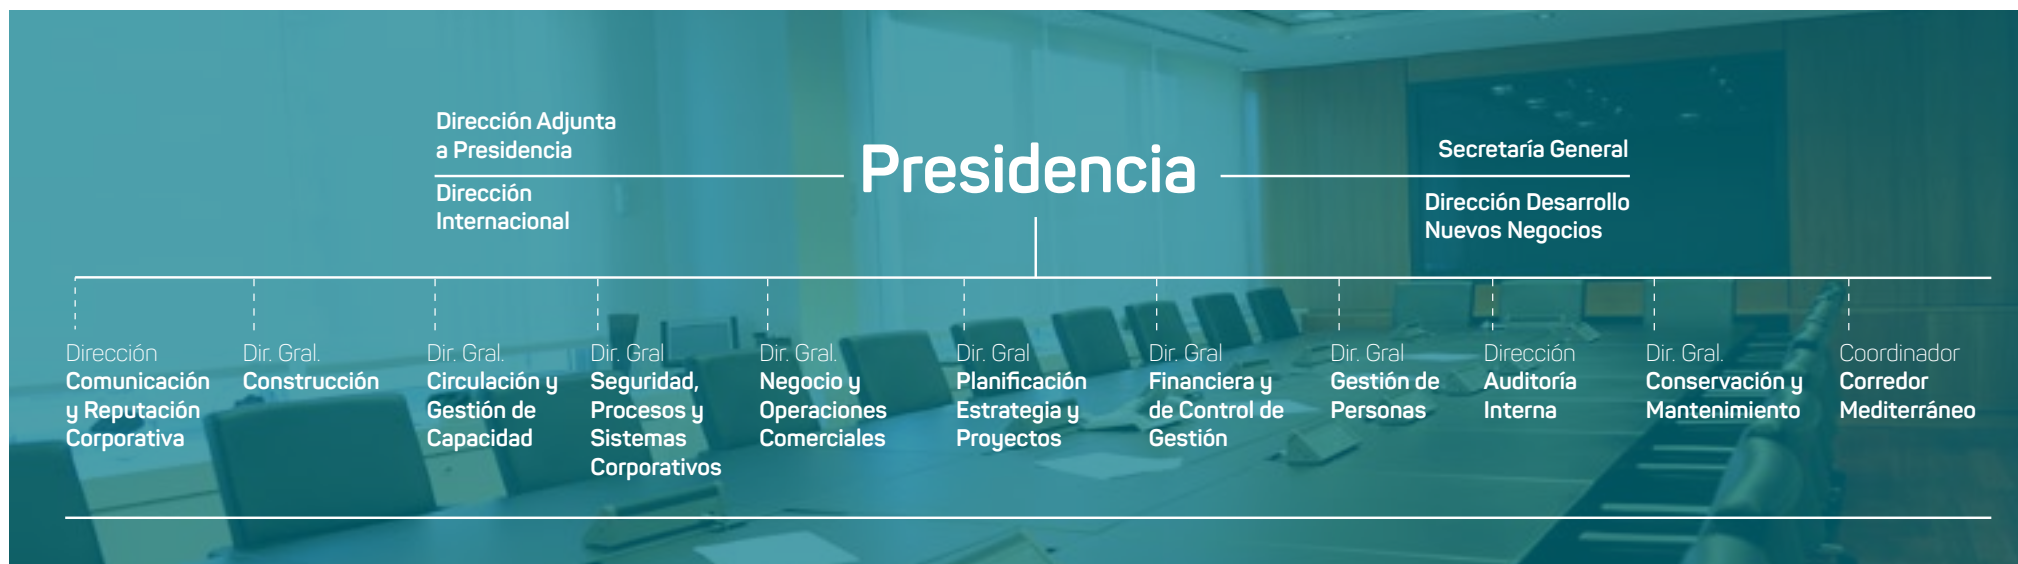 Dirección Adjunta
a Presidencia
Dirección
Internacional
Presidencia
Secretaría General
Dirección Desarrollo
Nuevos Negocios
Dirección
Comunicación
y Reputación
Corporativa
Dir. Gral.
Construcción
Dir. Gral.
Circulación y
Gestión de
Capacidad
Dir. Gral
Seguridad,
Procesos y
Sistemas
Corporativos
Dir. Gral.
Negocio y
Operaciones
Comerciales
Dir. Gral
Planificación
Estrategia y
Proyectos
Dir. Gral
Financiera y
de Control de
Gestión
Dir. Gral
Gestión de
Personas
Dirección
Auditoría
Interna
Dir. Gral.
Conservación y
Mantenimiento
Coordinador
Corredor
Mediterráneo